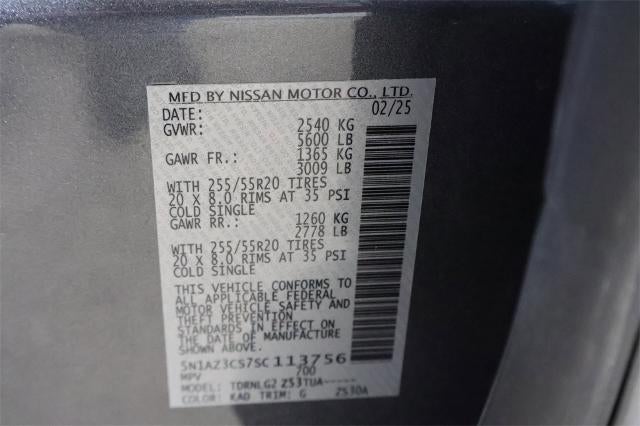 MFD BY NISSAN MOTOR CO., LTD.
DATE: 02/25
GVWR: 2540 KG
5600 LB
GAWR FR.: 1365 KG
3009 LB
WITH 255/55R20 TIRES
20 X 8.0 RIMS AT 35 PSI
COLD SINGLE
GAWR RR.: 1260 KG
2778 LB
WITH 255/55R20 TIRES
20 X 8.0 RIMS AT 35 PSI
COLD SINGLE
THIS VEHICLE CONFORMS TO
ALL APPLICABLE FEDERAL
MOTOR VEHICLE SAFETY AND
THEFT PREVENTION
STANDARDS IN EFFECT ON
THE DATE OF MANUFACTURE
SHOWN ABOVE.
5N1AZ3CS7SC113756
MPV 700
MODEL: TDRNLG2 Z53TUA-----
COLOR: KAD TRIM: G Z530A